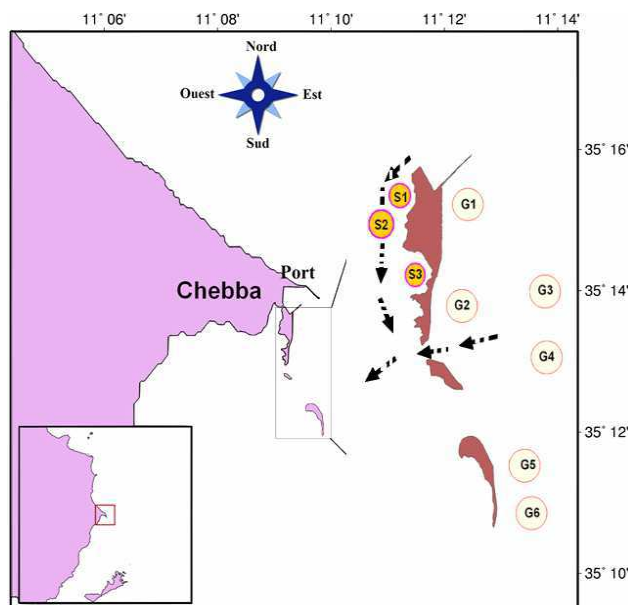 11˚ 06' 11˚ 08' 11˚ 10' 11˚ 12' 11˚ 14'
Nord
Ouest Est
Sud
35˚ 16'
S1 G1
S2
S3
Port
Chebba
35˚ 14'
G3
G2
G4
35˚ 12'
G5
G6
35˚ 10'